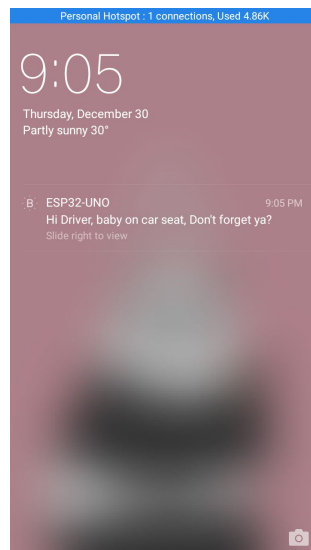 Personal Hotspot : 1 connections, Used 4.86K
9:05
Thursday, December 30
Partly sunny 30°
B ESP32-UNO 9:05 PM
Hi Driver, baby on car seat, Don't forget ya?
Slide right to view